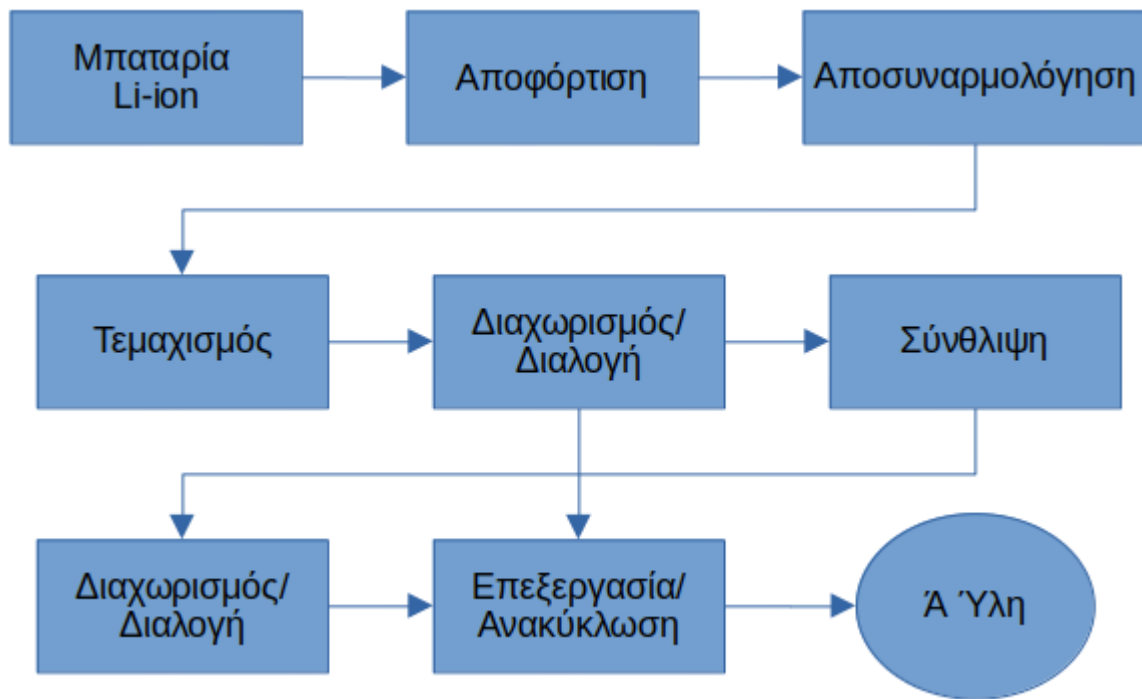 Μπαταρία
Li-ion
Αποφόρτιση
Αποσυναρμολόγηση
Τεμαχισμός
Διαχωρισμός/
Διαλογή
Σύνθλιψη
Διαχωρισμός/
Διαλογή
Επεξεργασία/
Ανακύκλωση
Ά Ύλη